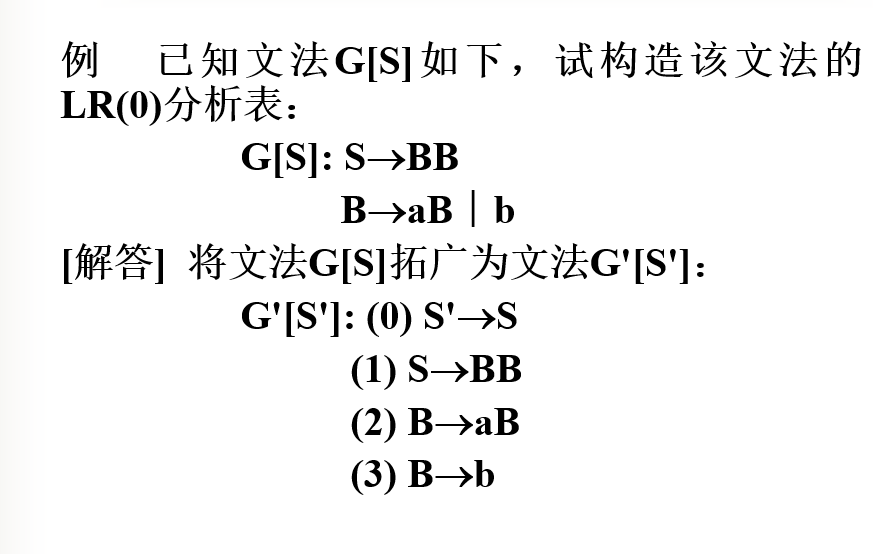 例 已知文法G[S]如下，试构造该文法的
LR(0)分析表：
G[S]: S→BB
B→aB｜b
[解答] 将文法G[S]拓广为文法G'[S']：
G'[S']: (0) S'→S
(1) S→BB
(2) B→aB
(3) B→b